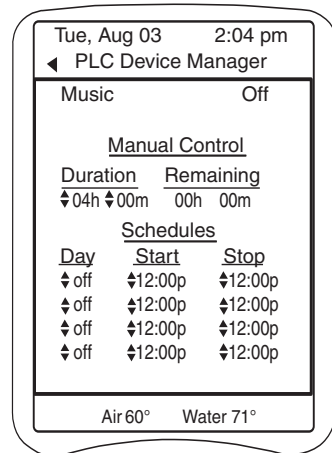 Tue, Aug 03 2:04 pm
PLC Device Manager
Music Off
Manual Control
Duration Remaining
04h 00m 00h 00m
Schedules
Day Start Stop
off 12:00p 12:00p
off 12:00p 12:00p
off 12:00p 12:00p
off 12:00p 12:00p
Air 60° Water 71°